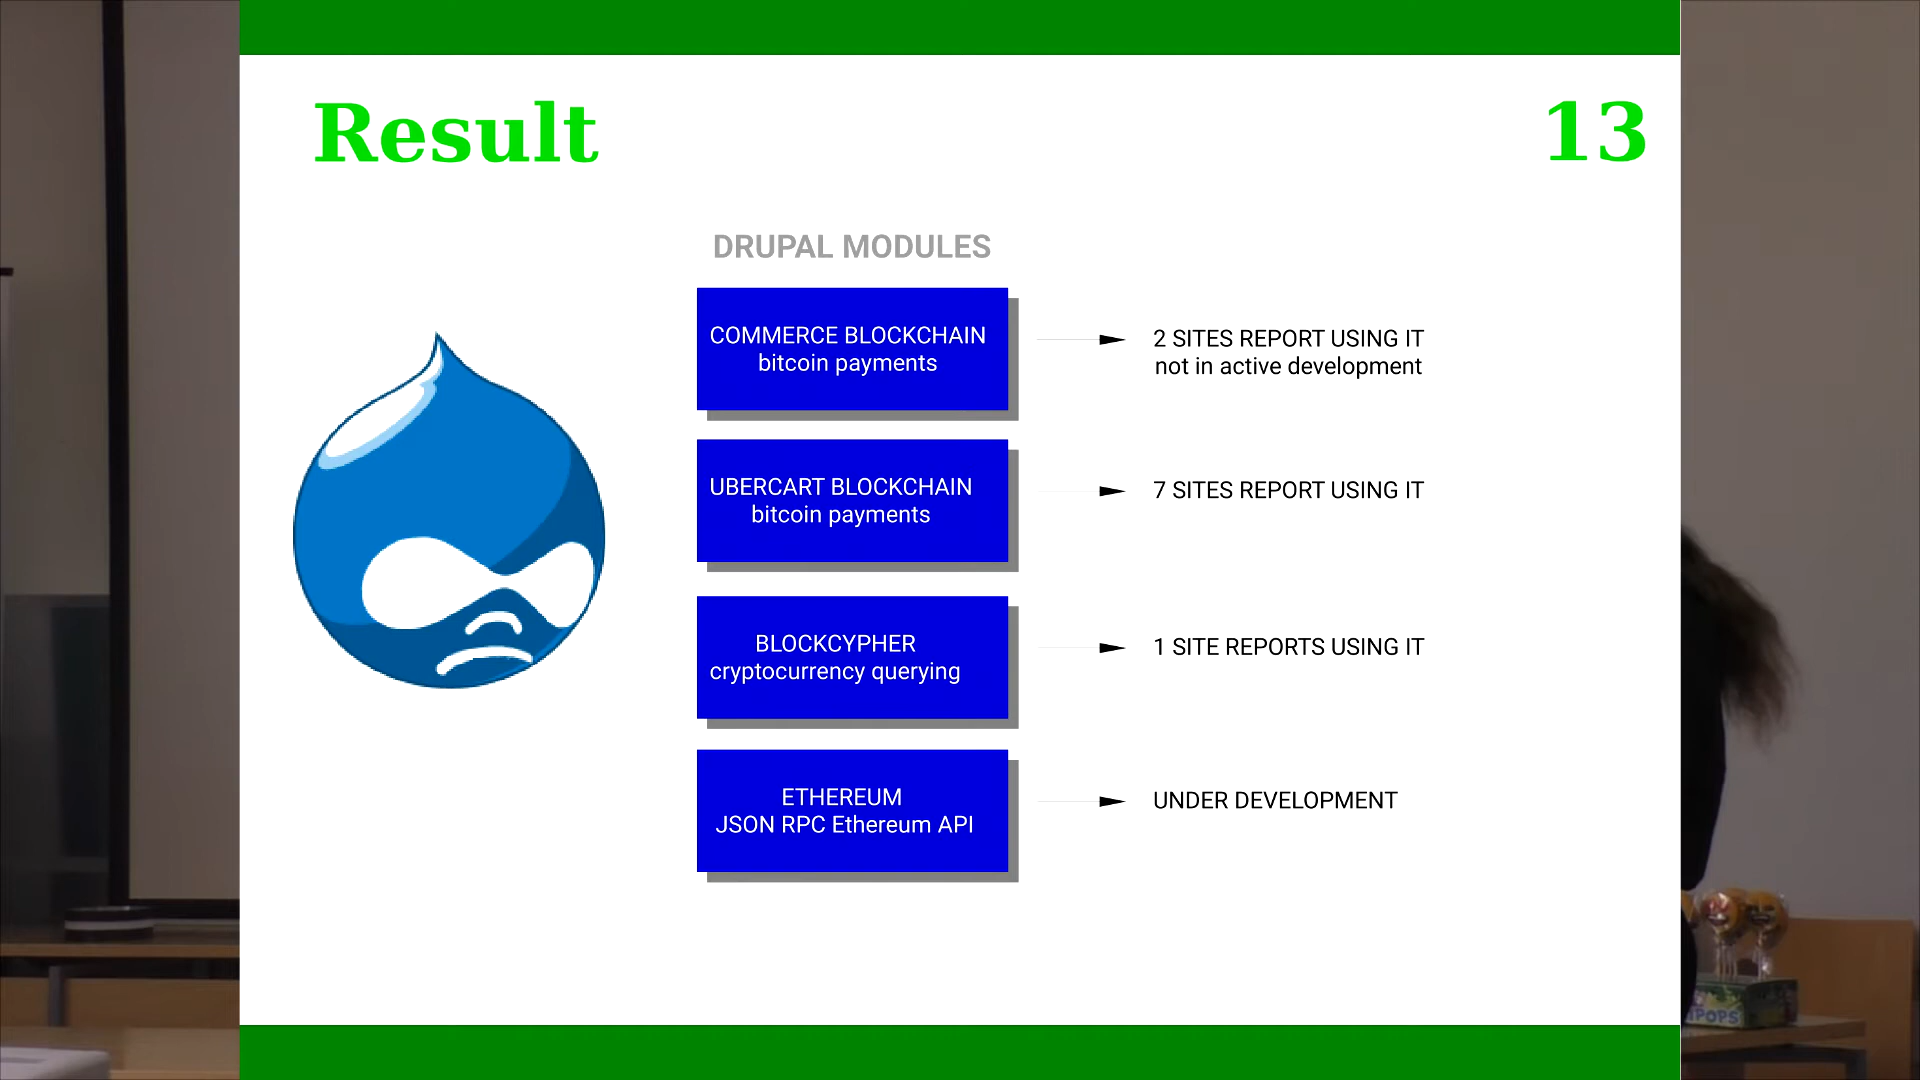 Result
13
DRUPAL MODULES
COMMERCE BLOCKCHAIN
bitcoin payments
2 SITES REPORT USING IT
not in active development
UBERCART BLOCKCHAIN
bitcoin payments
7 SITES REPORT USING IT
BLOCKCYPHER
cryptocurrency querying
1 SITE REPORTS USING IT
ETHEREUM
JSON RPC Ethereum API
UNDER DEVELOPMENT
IPOPS